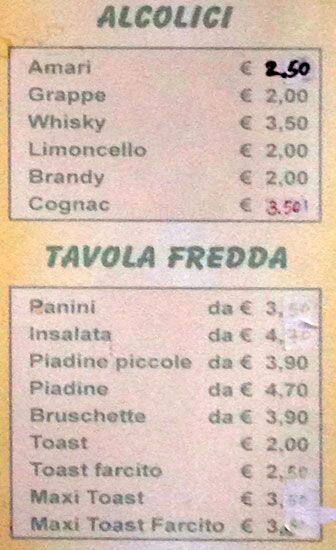 ALCOLICI
Amari € 2,50
Grappe € 2,00
Whisky € 3,50
Limoncello € 2,00
Brandy € 2,00
Cognac € 3.50
TAVOLA FREDDA
Panini da €
Insalata da €
Piadine piccole da € 3,90
Piadine da € 4,70
Bruschette da € 3,90
Toast € 2,00
Toast farcito €
Maxi Toast €
Maxi Toast Farcito €